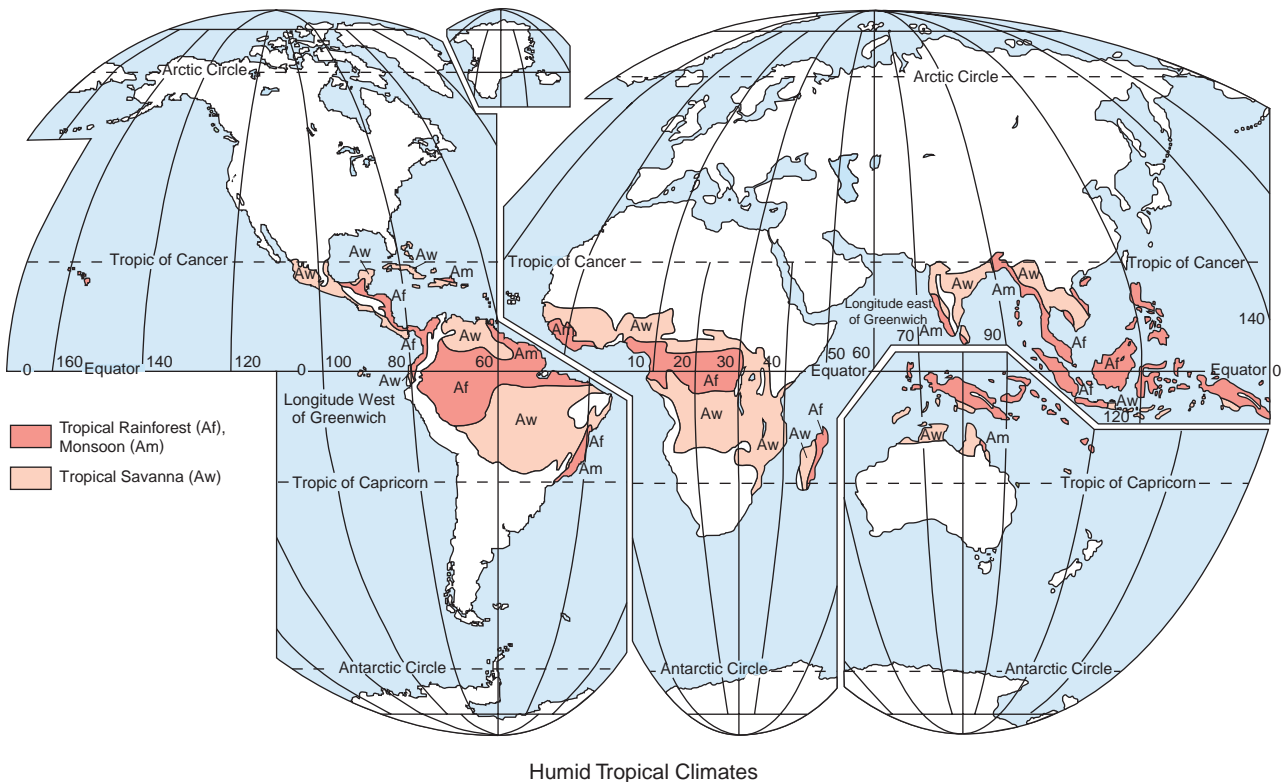 Arctic Circle
Arctic Circle
Aw
Aw
Tropic of Cancer
Aw
Am
Tropic of Cancer
Tropic of Cancer
Aw
Aw
Am
Af
Longitude east
of Greenwich
Am
Aw
Am
70
90
140
Af
Aw
Am
Af
160
140
120
100
80
60
10
20
30
40
50
60
Af
Equator
0
Equator
0
Equator
0
Aw
Af
Af
Af
Aw
120
Longitude West
of Greenwich
Aw
Aw
Af
Tropical Rainforest (Af),
Monsoon (Am)
Af
Aw
Aw
Aw
Am
Tropical Savanna (Aw)
Am
Tropic of Capricorn
Tropic of Capricorn
Antarctic Circle
Antarctic Circle
Antarctic Circle
Humid Tropical Climates